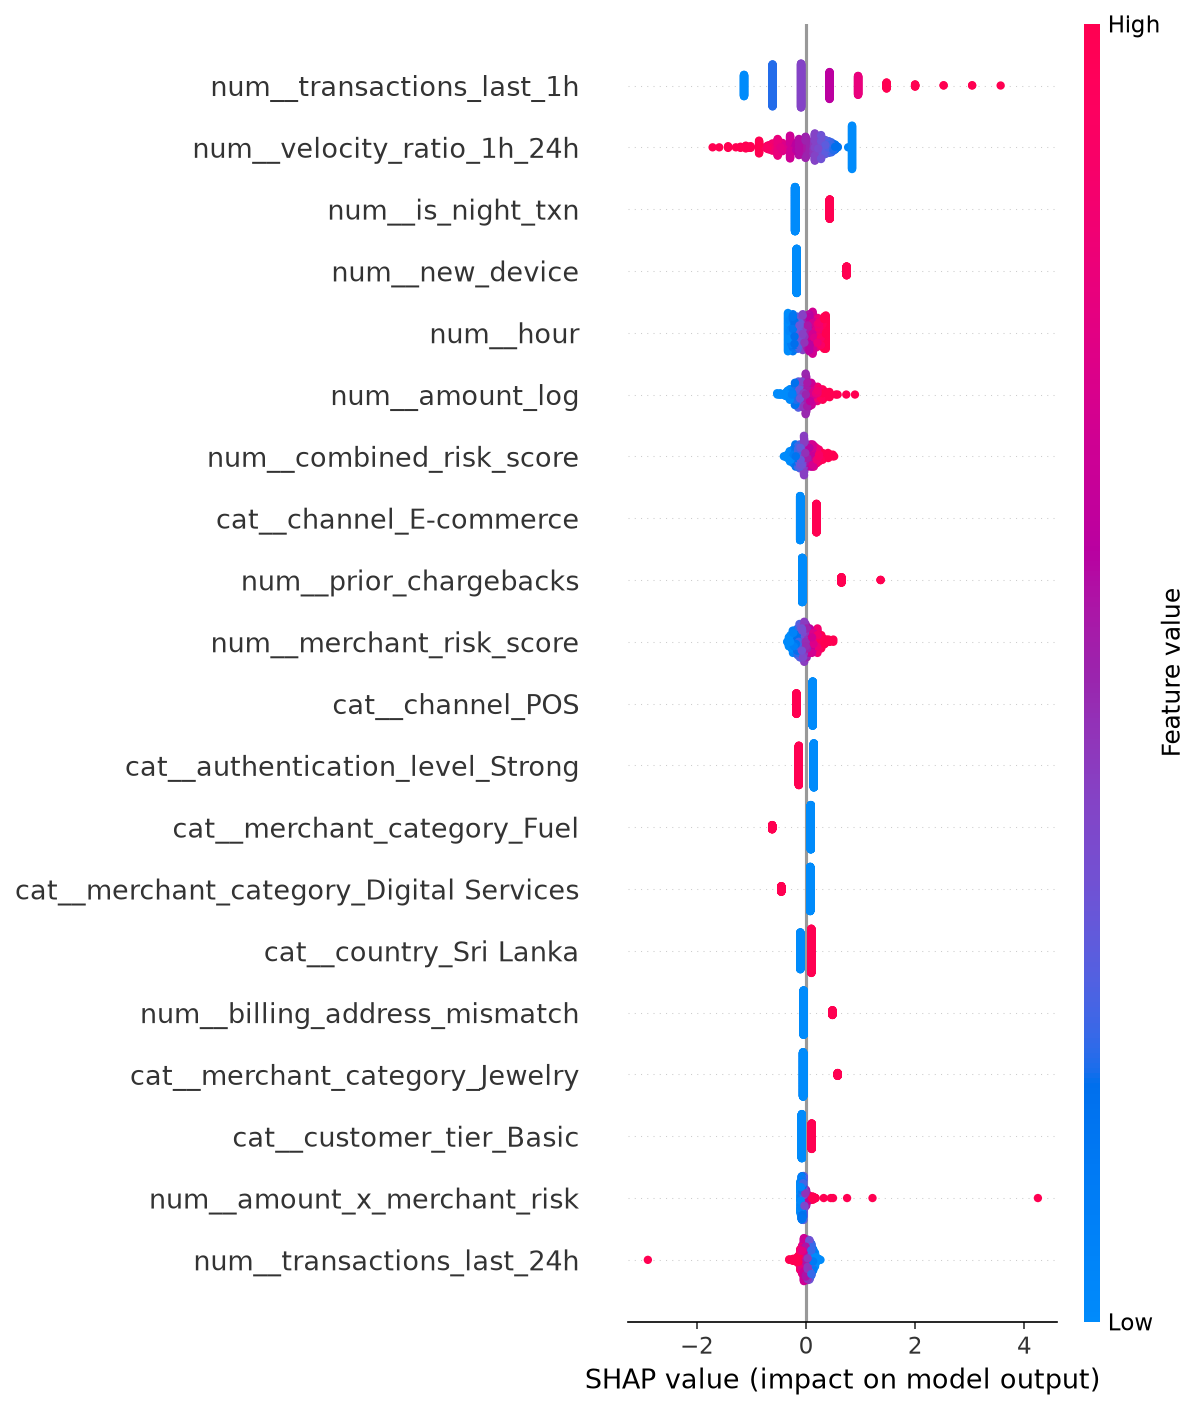 High
num__transactions_last_1h
num__velocity_ratio_1h_24h
num__is_night_txn
num__new_device
num__hour
num__amount_log
num__combined_risk_score
cat__channel_E-commerce
num__prior_chargebacks
num__merchant_risk_score
cat__channel_POS
cat__authentication_level_Strong
cat__merchant_category_Fuel
cat__merchant_category_Digital Services
cat__country_Sri Lanka
num__billing_address_mismatch
cat__merchant_category_Jewelry
cat__customer_tier_Basic
num__amount_x_merchant_risk
num__transactions_last_24h
Feature value
Low
−2 0 2 4
SHAP value (impact on model output)